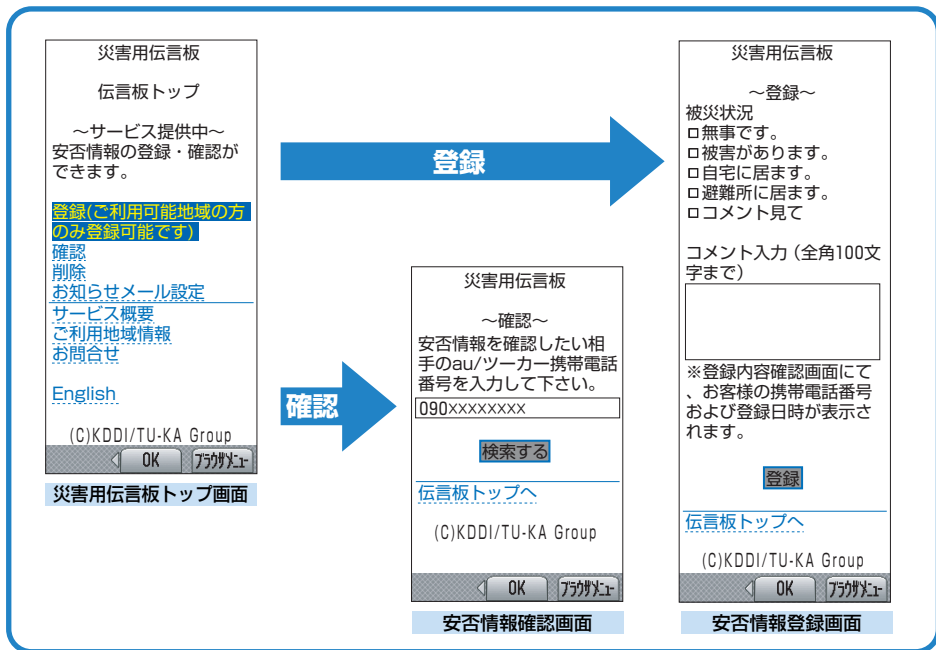 災害用伝言板
伝言板トップ
～サービス提供中～
安否情報の登録・確認が
できます。
登録(ご利用可能地域の方
のみ登録可能です)
確認
削除
お知らせメール設定
サービス概要
ご利用地域情報
お問合せ
English
(C)KDDI/TU-KA Group
OK ブラウザメニュー
災害用伝言板トップ画面
登録
確認
災害用伝言板
～確認～
安否情報を確認したい相
手のau/ツーカー携帯電話
番号を入力して下さい。
090××××××××
検索する
伝言板トップへ
(C)KDDI/TU-KA Group
OK ブラウザメニュー
安否情報確認画面
災害用伝言板
～登録～
被災状況
□無事です。
□被害があります。
□自宅に居ます。
□避難所に居ます。
□コメント見て
コメント入力（全角100文
字まで）
※登録内容確認画面にて
、お客様の携帯電話番号
および登録日時が表示さ
れます。
登録
伝言板トップへ
(C)KDDI/TU-KA Group
OK ブラウザメニュー
安否情報登録画面